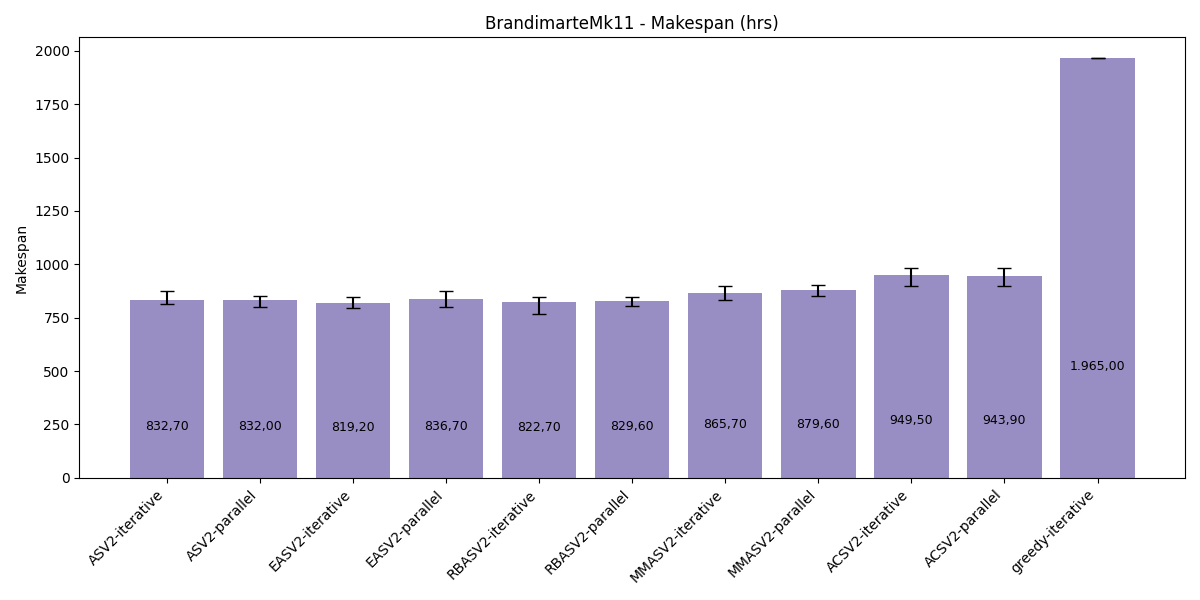 BrandimarteMk11 - Makespan (hrs)
Makespan
2000
1750
1500
1250
1000
750
500
250
0
832,70
832,00
819,20
836,70
822,70
829,60
865,70
879,60
949,50
943,90
1.965,00
ASV2-iterative
ASV2-parallel
EASV2-iterative
EASV2-parallel
RBASV2-iterative
RBASV2-parallel
MMASV2-iterative
MMASV2-parallel
ACSV2-iterative
ACSV2-parallel
greedy-iterative